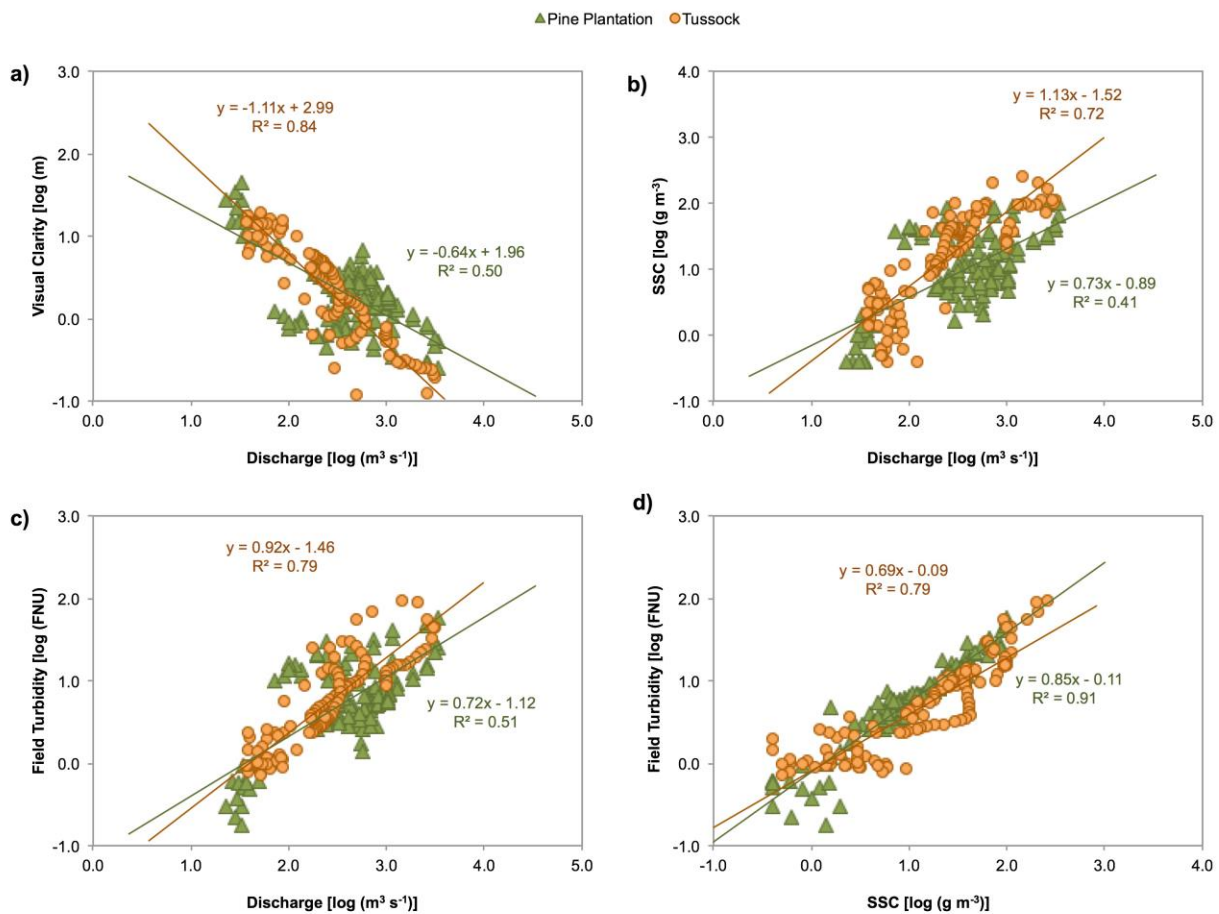 Pine Plantation Tussock
a)
3.0
2.0
1.0
0.0
-1.0
0.0 1.0 2.0 3.0 4.0 5.0
Visual Clarity [log (m)
Discharge [log (m³ s⁻¹)]
y = -1.11x + 2.99
R² = 0.84
y = -0.64x + 1.96
R² = 0.50
b)
4.0
3.0
2.0
1.0
0.0
-1.0
0.0 1.0 2.0 3.0 4.0 5.0
SSC [log (g m⁻³)
Discharge [log (m³ s⁻¹)]
y = 1.13x - 1.52
R² = 0.72
y = 0.73x - 0.89
R² = 0.41
c)
3.0
2.0
1.0
0.0
-1.0
0.0 1.0 2.0 3.0 4.0 5.0
Field Turbidity [log (FNU)
Discharge [log (m³ s⁻¹)]
y = 0.92x - 1.46
R² = 0.79
y = 0.72x - 1.12
R² = 0.51
d)
3.0
2.0
1.0
0.0
-1.0
-1.0 0.0 1.0 2.0 3.0 4.0
Field Turbidity [log (FNU)
SSC [log (g m⁻³)]
y = 0.69x - 0.09
R² = 0.79
y = 0.85x - 0.11
R² = 0.91